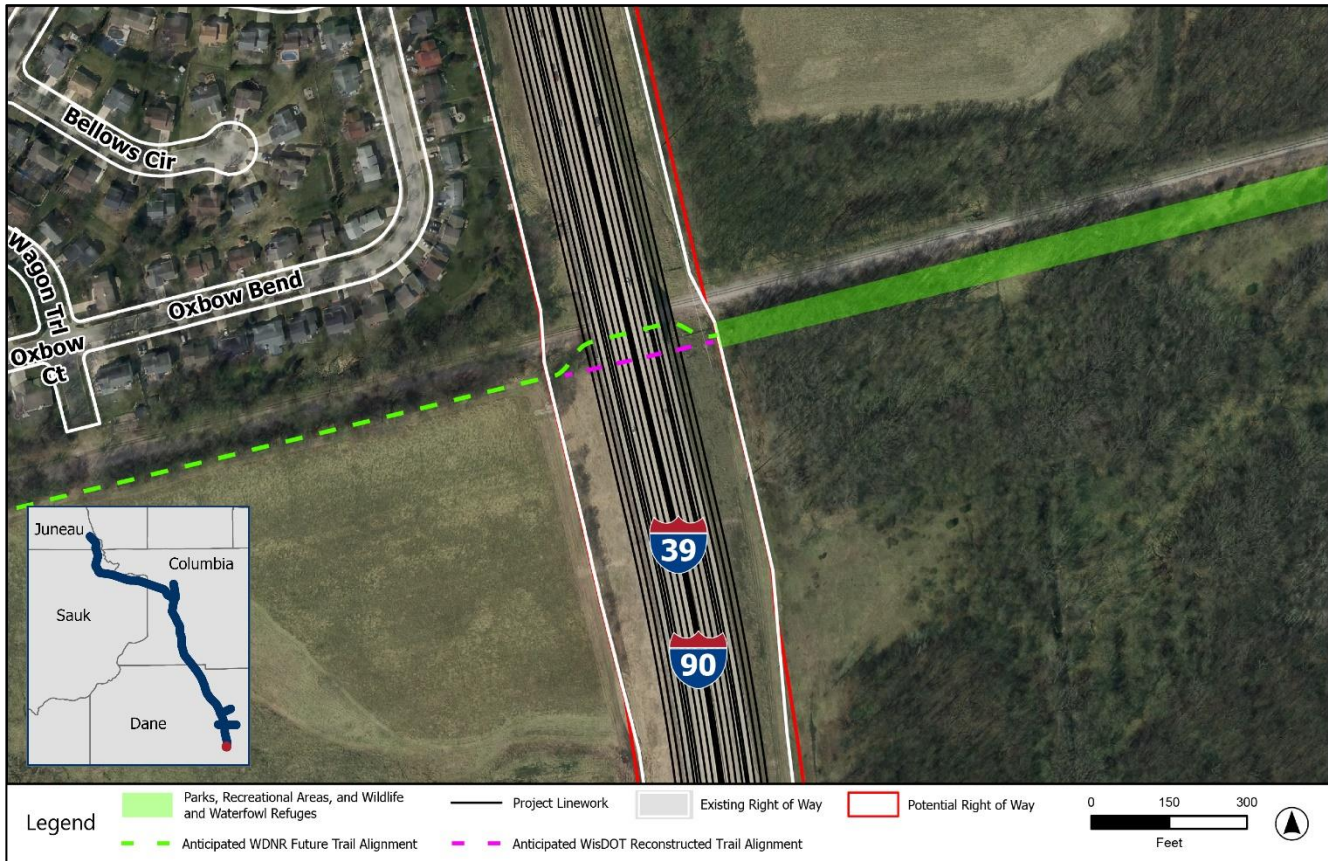 Bellows Cir
Wagon Trl
Oxbow Bend
Oxbow
Ct
39
90
Juneau
Columbia
Sauk
Dane
Legend
Parks, Recreational Areas, and Wildlife
and Waterfowl Refuges
Project Linework
Existing Right of Way
Potential Right of Way
Anticipated WDNR Future Trail Alignment
Anticipated WisDOT Reconstructed Trail Alignment
0 150 300
Feet